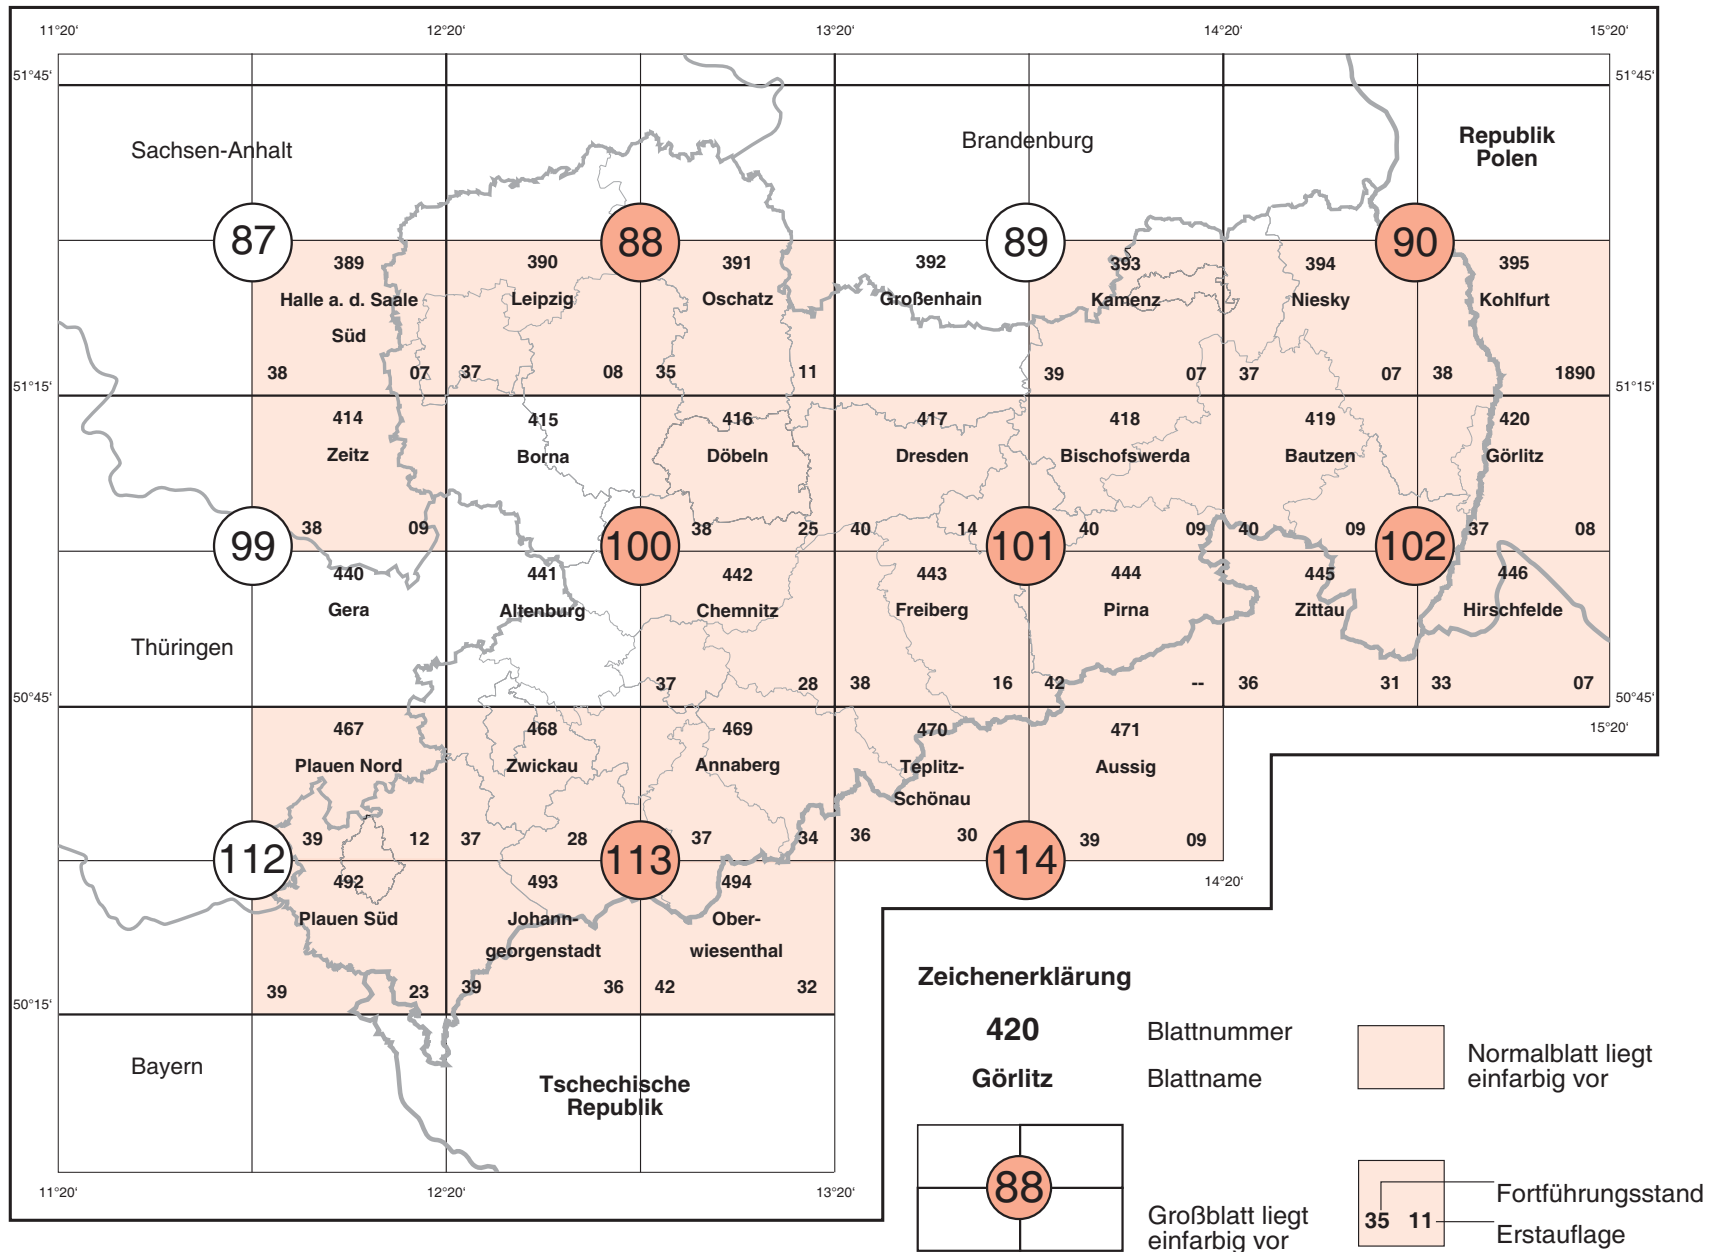 11°20‘ 12°20‘ 13°20‘ 14°20‘ 15°20‘
51°45‘ 51°45‘
Sachsen-Anhalt Brandenburg Republik
Polen
87 88 89 90
389 390 391 392 393 394 395
Halle a. d. Saale Leipzig Oschatz Großenhain Kamenz Niesky Kohlfurt
Süd
38 07 37 08 35 11 39 07 37 07 38 1890
51°15‘ 51°15‘
414 415 416 417 418 419 420
Zeitz Borna Döbeln Dresden Bischofswerda Bautzen Görlitz
38 09 38 25 40 14 40 09 40 09 37 08
99 100 101 102
440 441 442 443 444 445 446
Gera Altenburg Chemnitz Freiberg Pirna Zittau Hirschfelde
Thüringen
37 28 38 16 42 -- 36 31 33 07
50°45‘ 50°45‘
467 468 469 470 471 15°20‘
Plauen Nord Zwickau Annaberg Teplitz- Aussig
Schönau
39 12 37 28 37 34 36 30 39 09
112 113 114
492 493 494 14°20‘
Plauen Süd Johann- Ober-
georgenstadt wiesenthal
39 23 39 36 42 32
50°15‘
Bayern
Tschechische
Republik
11°20‘ 12°20‘ 13°20‘
Zeichenerklärung
420 Blattnummer
Görlitz Blattname
Normalblatt liegt
einfarbig vor
88
Großblatt liegt
einfarbig vor
Fortführungsstand
35 11
Erstauflage